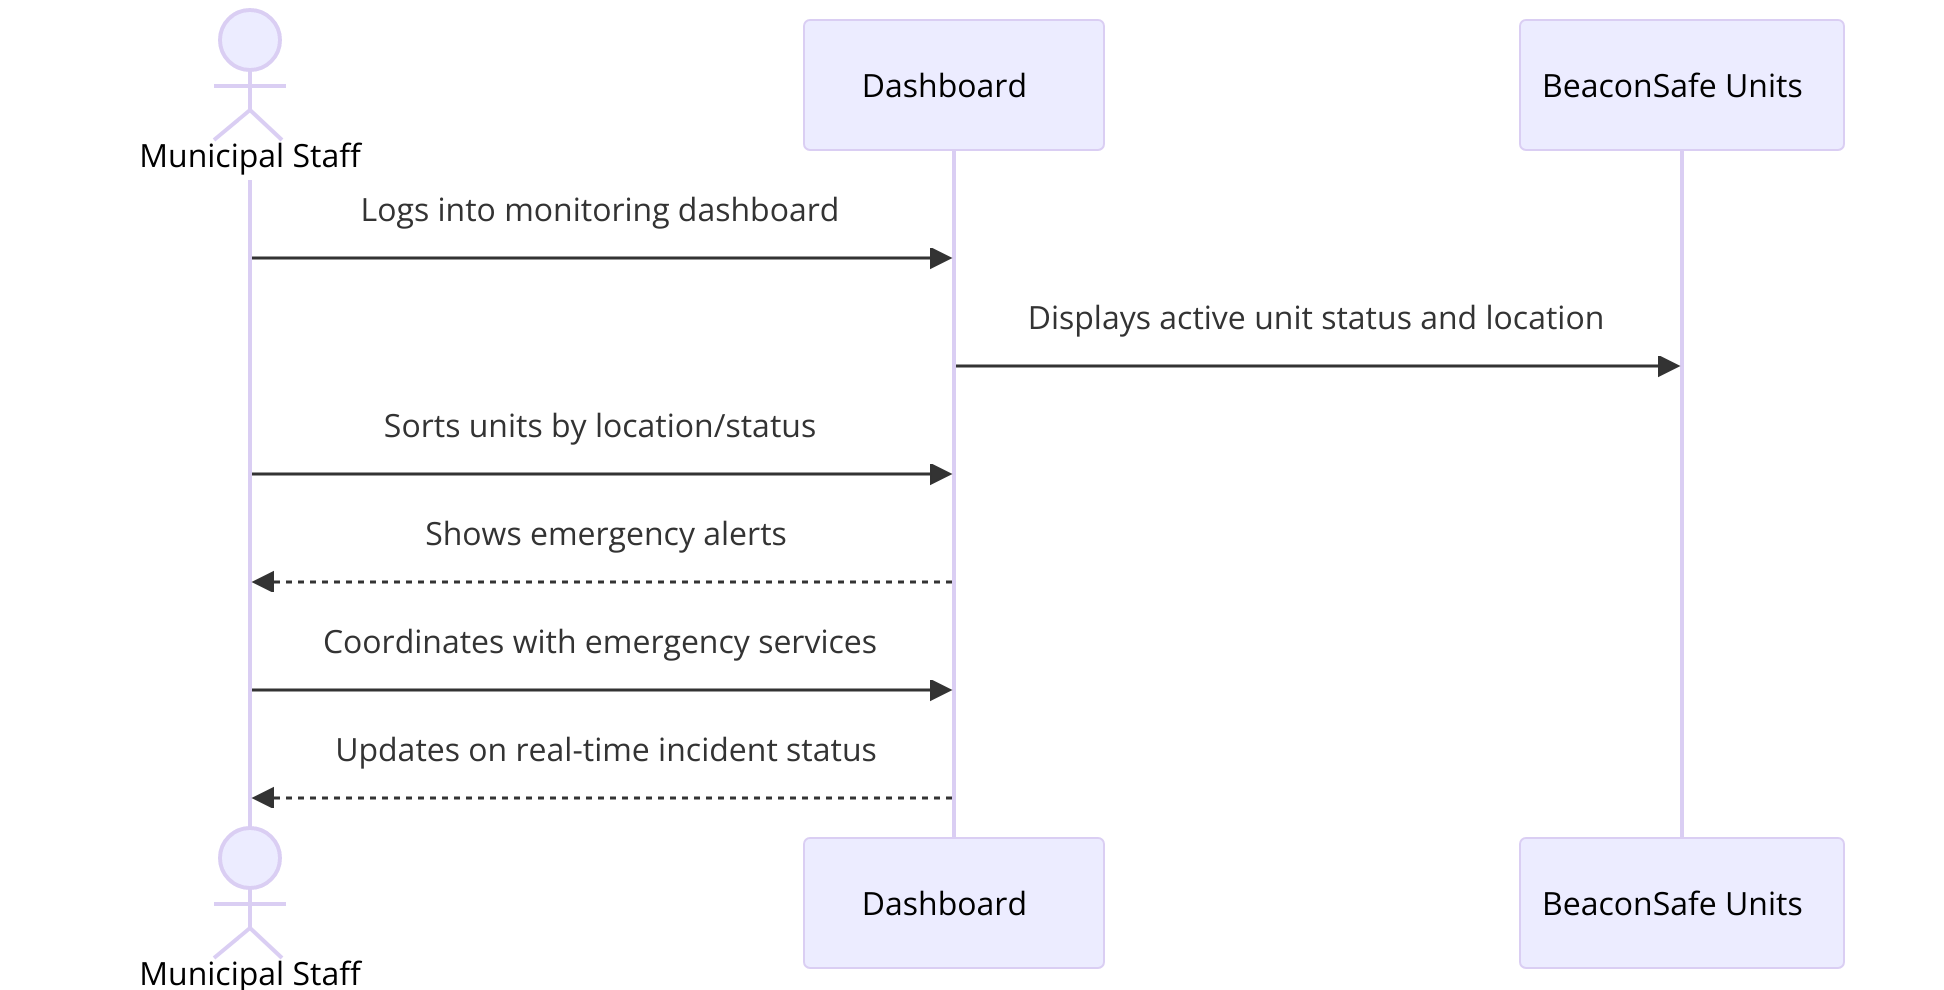 Municipal Staff
Dashboard
BeaconSafe Units
Logs into monitoring dashboard
Displays active unit status and location
Sorts units by location/status
Shows emergency alerts
Coordinates with emergency services
Updates on real-time incident status
Municipal Staff
Dashboard
BeaconSafe Units